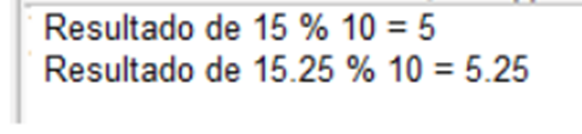 Resultado de 15 % 10 = 5
Resultado de 15.25 % 10 = 5.25